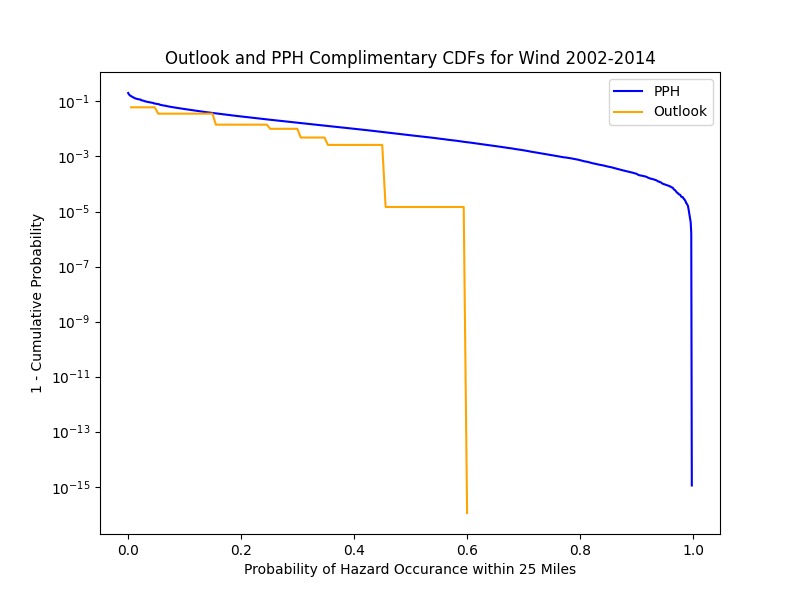 Outlook and PPH Complimentary CDFs for Wind 2002-2014
PPH
Outlook
1 - Cumulative Probability
10⁻¹
10⁻³
10⁻⁵
10⁻⁷
10⁻⁹
10⁻¹¹
10⁻¹³
10⁻¹⁵
0.0 0.2 0.4 0.6 0.8 1.0
Probability of Hazard Occurance within 25 Miles